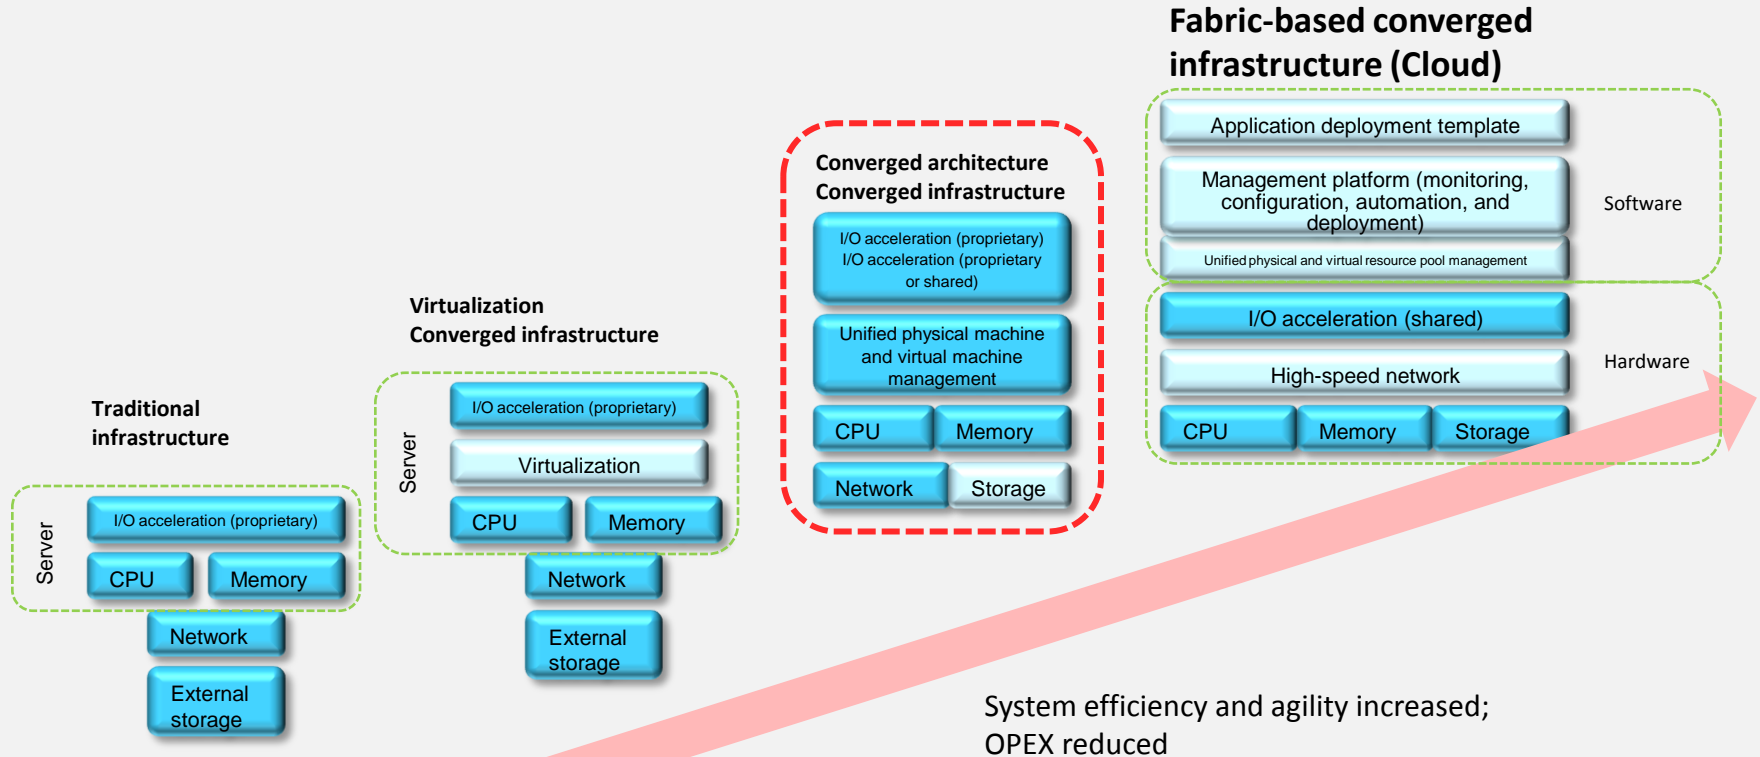 Traditional
infrastructure
Server
I/O acceleration (proprietary)
CPU
Memory
Network
External
storage
Virtualization
Converged infrastructure
Server
I/O acceleration (proprietary)
Virtualization
CPU
Memory
Network
External
storage
Converged architecture
Converged infrastructure
I/O acceleration (proprietary)
I/O acceleration (proprietary
or shared)
Unified physical machine
and virtual machine
management
CPU
Memory
Network
Storage
Fabric-based converged
infrastructure (Cloud)
Application deployment template
Management platform (monitoring,
configuration, automation, and
deployment)
Unified physical and virtual resource pool management
Software
I/O acceleration (shared)
High-speed network
Hardware
CPU
Memory
Storage
System efficiency and agility increased;
OPEX reduced